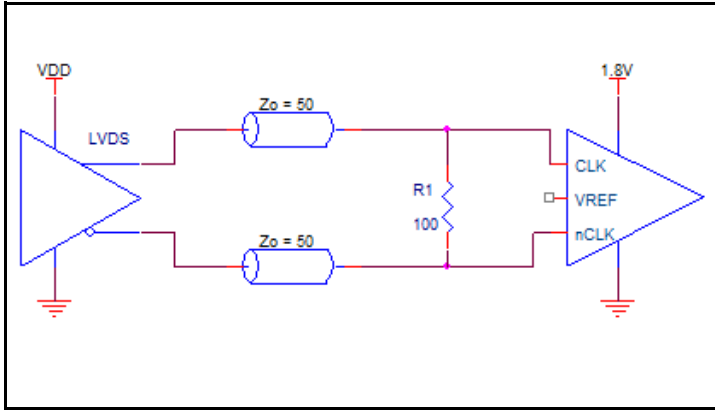 VDD
1.8V
Zo = 50
LVDS
CLK
R1
VREF
100
nCLK
Zo = 50